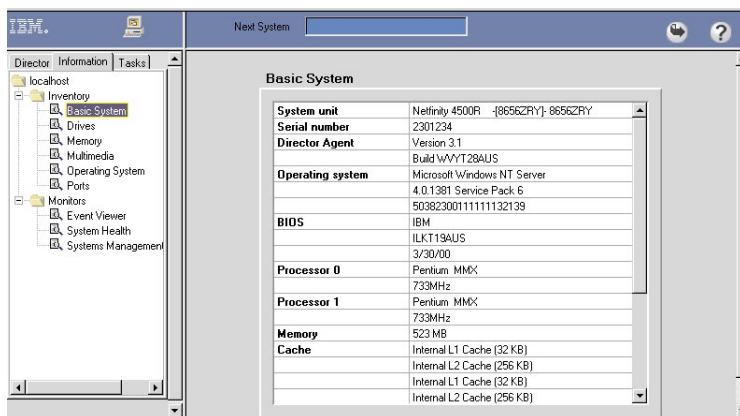 IBM.
Next System
Director Information Tasks
localhost
Inventory
Basic System
Drives
Memory
Multimedia
Operating System
Ports
Monitors
Event Viewer
System Health
Systems Management
Basic System
System unit Netfinity 4500R -[8656ZRY]- 8656ZRY
Serial number 2301234
Director Agent Version 3.1
Build WVYT28AUS
Operating system Microsoft Windows NT Server
4.0.1381 Service Pack 6
50382300111111132139
BIOS IBM
ILKT19AUS
3/30/00
Processor 0 Pentium MMX
733MHz
Processor 1 Pentium MMX
733MHz
Memory 523 MB
Cache Internal L1 Cache (32 KB)
Internal L2 Cache (256 KB)
Internal L1 Cache (32 KB)
Internal L2 Cache (256 KB)